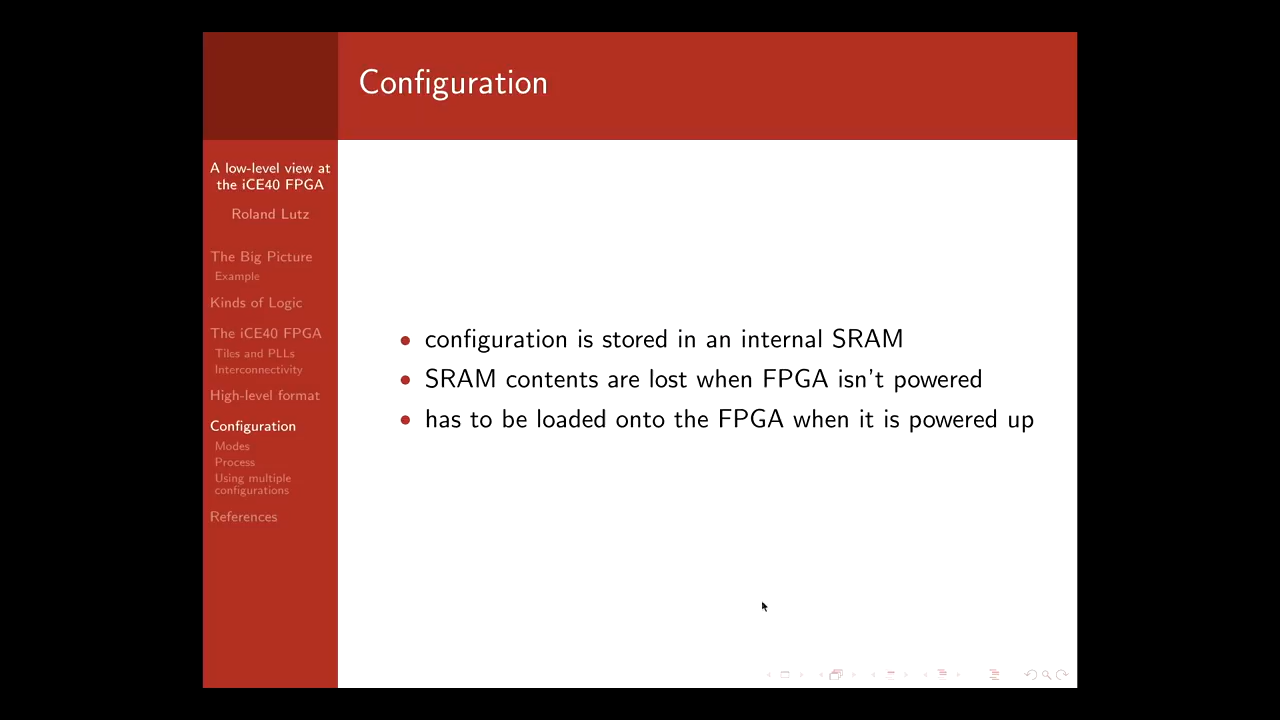 Configuration
A low-level view at
the iCE40 FPGA
Roland Lutz
The Big Picture
Example
Kinds of Logic
The iCE40 FPGA
Tiles and PLLs
Interconnectivity
High-level format
Configuration
Modes
Process
Using multiple
configurations
References
• configuration is stored in an internal SRAM
• SRAM contents are lost when FPGA isn't powered
• has to be loaded onto the FPGA when it is powered up